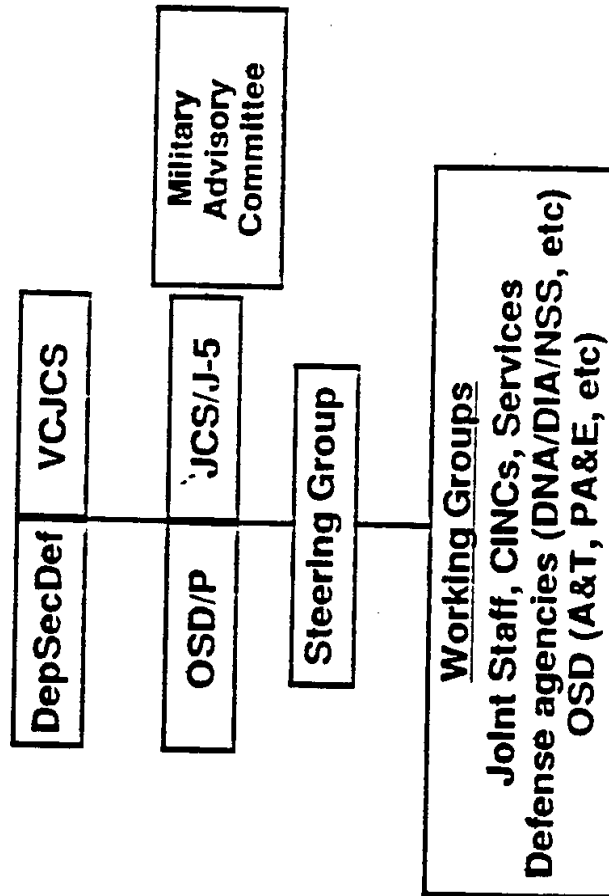 DepSecDef
VCJCS
OSD/P
JCS/J-5
Military
Advisory
Committee
Steering Group
Working Groups
Joint Staff, CINCs, Services
Defense agencies (DNA/DIA/NSS, etc)
OSD (A&T, PA&E, etc)